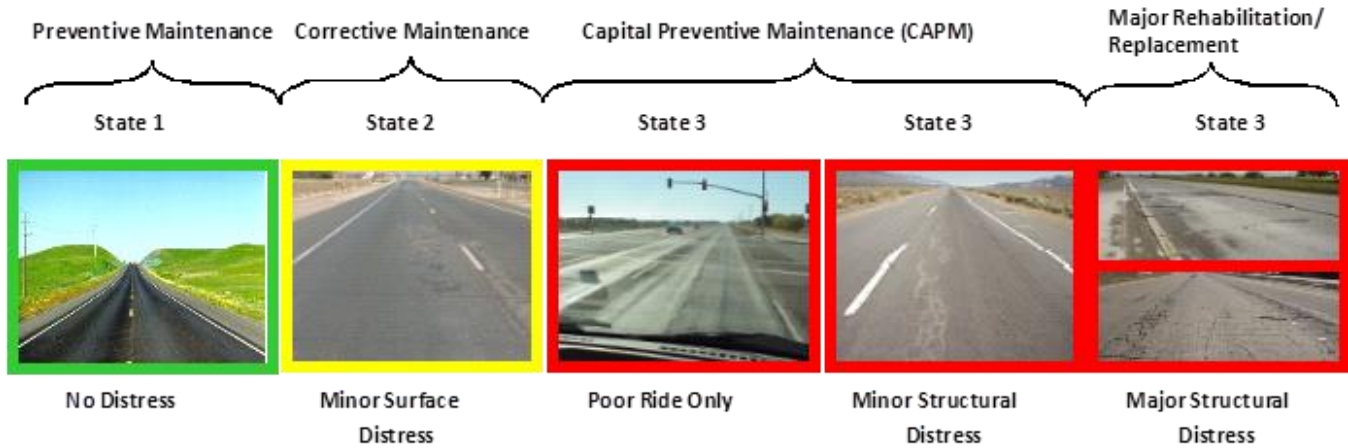 Preventive Maintenance
Corrective Maintenance
Capital Preventive Maintenance (CAPM)
Major Rehabilitation/
Replacement
State 1
State 2
State 3
State 3
State 3
No Distress
Minor Surface
Distress
Poor Ride Only
Minor Structural
Distress
Major Structural
Distress